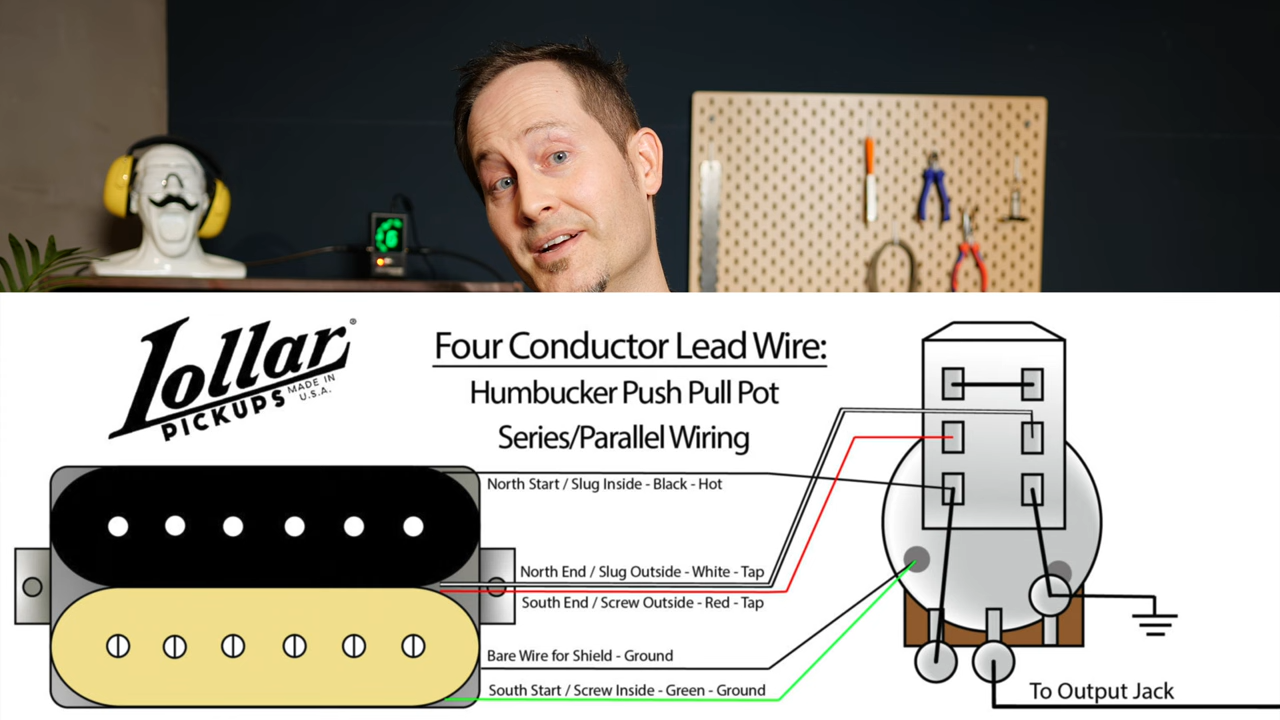 Lollar®
PICKUPS
MADE IN
U.S.A.
Four Conductor Lead Wire:
Humbucker Push Pull Pot
Series/Parallel Wiring
North Start / Slug Inside - Black - Hot
North End / Slug Outside - White - Tap
South End / Screw Outside - Red - Tap
Bare Wire for Shield - Ground
South Start / Screw Inside - Green - Ground
To Output Jack